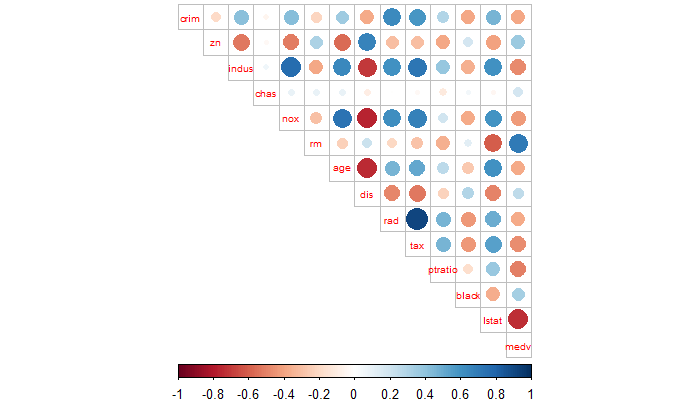 crim
zn
indus
chas
nox
rm
age
dis
rad
tax
ptratio
black
lstat
medv
-1 -0.8 -0.6 -0.4 -0.2 0 0.2 0.4 0.6 0.8 1